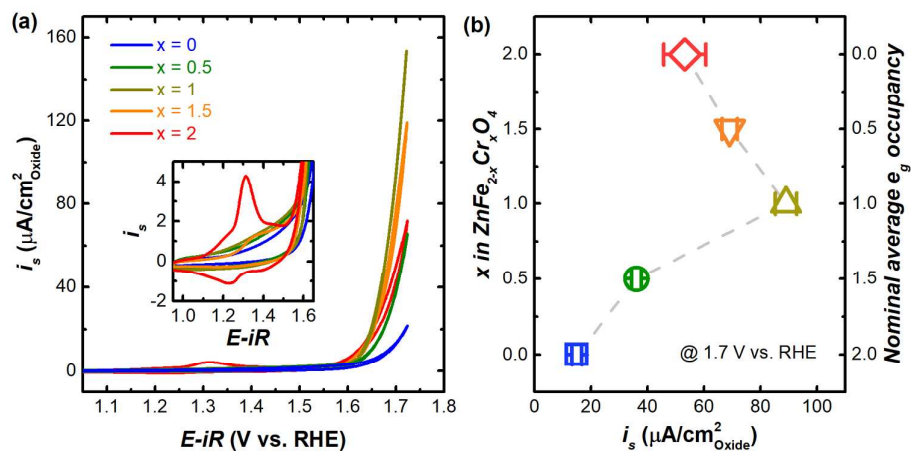 (a)
160
120
80
40
0
i_s (μA/cm²_Oxide)
x = 0
x = 0.5
x = 1
x = 1.5
x = 2
4
2
0
-2
i_s
1.0 1.2 1.4 1.6
E-iR
1.1 1.2 1.3 1.4 1.5 1.6 1.7 1.8
E-iR (V vs. RHE)
(b)
2.0
1.5
1.0
0.5
0.0
x in ZnFe_{2-x}Cr_xO_4
0.0
0.5
1.0
1.5
2.0
Nominal average e_g occupancy
@ 1.7 V vs. RHE
0 20 40 60 80 100
i_s (μA/cm²_Oxide)